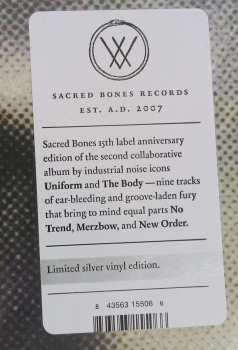 SACRED BONES RECORDS
EST. A.D. 2007
Sacred Bones 15th label anniversary
edition of the second collaborative
album by industrial noise icons
Uniform and The Body — nine tracks
of ear-bleeding and groove-laden fury
that bring to mind equal parts No
Trend, Merzbow, and New Order.
Limited silver vinyl edition.
8 43563 15506 6